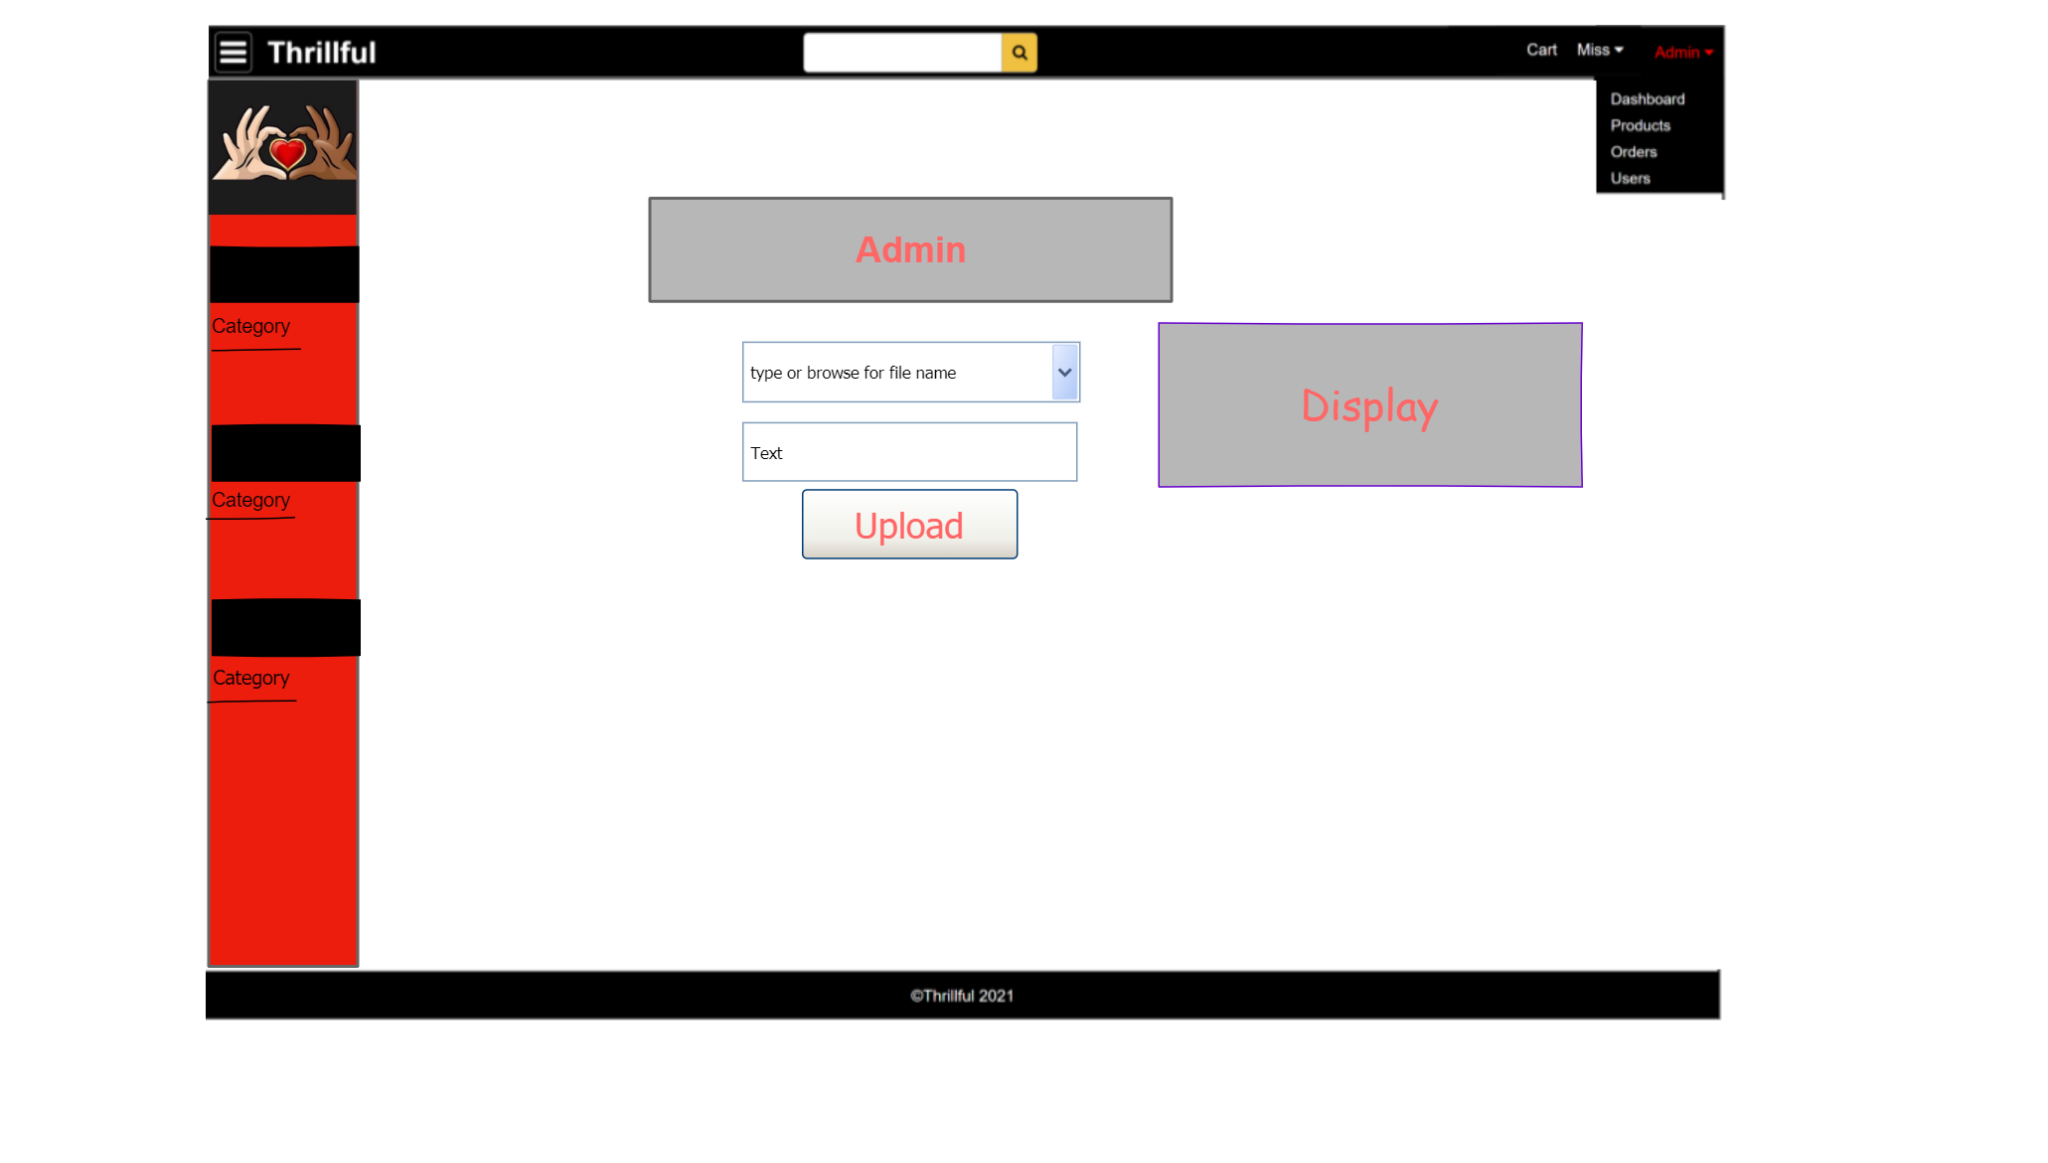 Thrillful
Cart Miss Admin
Dashboard
Products
Orders
Users
Admin
Category
type or browse for file name
Display
Text
Category
Upload
Category
©Thrillful 2021